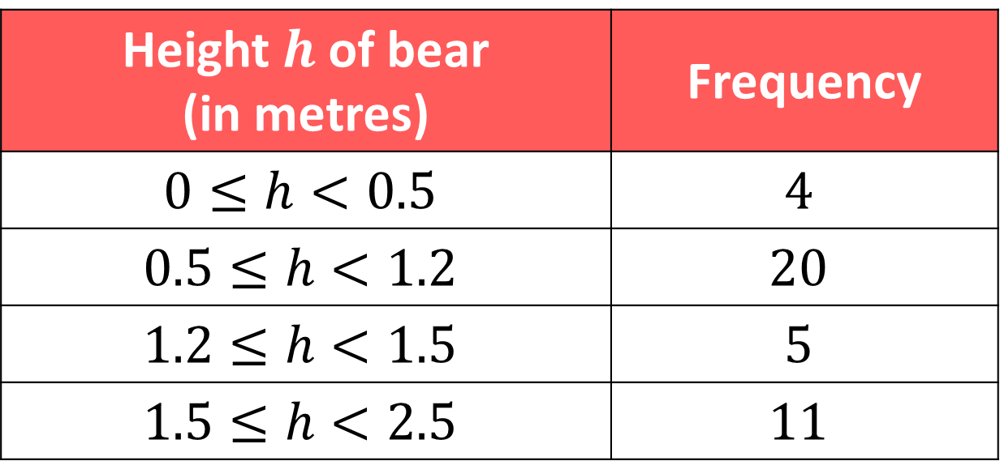 Height h of bear
(in metres)
Frequency
0 ≤ h < 0.5
4
0.5 ≤ h < 1.2
20
1.2 ≤ h < 1.5
5
1.5 ≤ h < 2.5
11